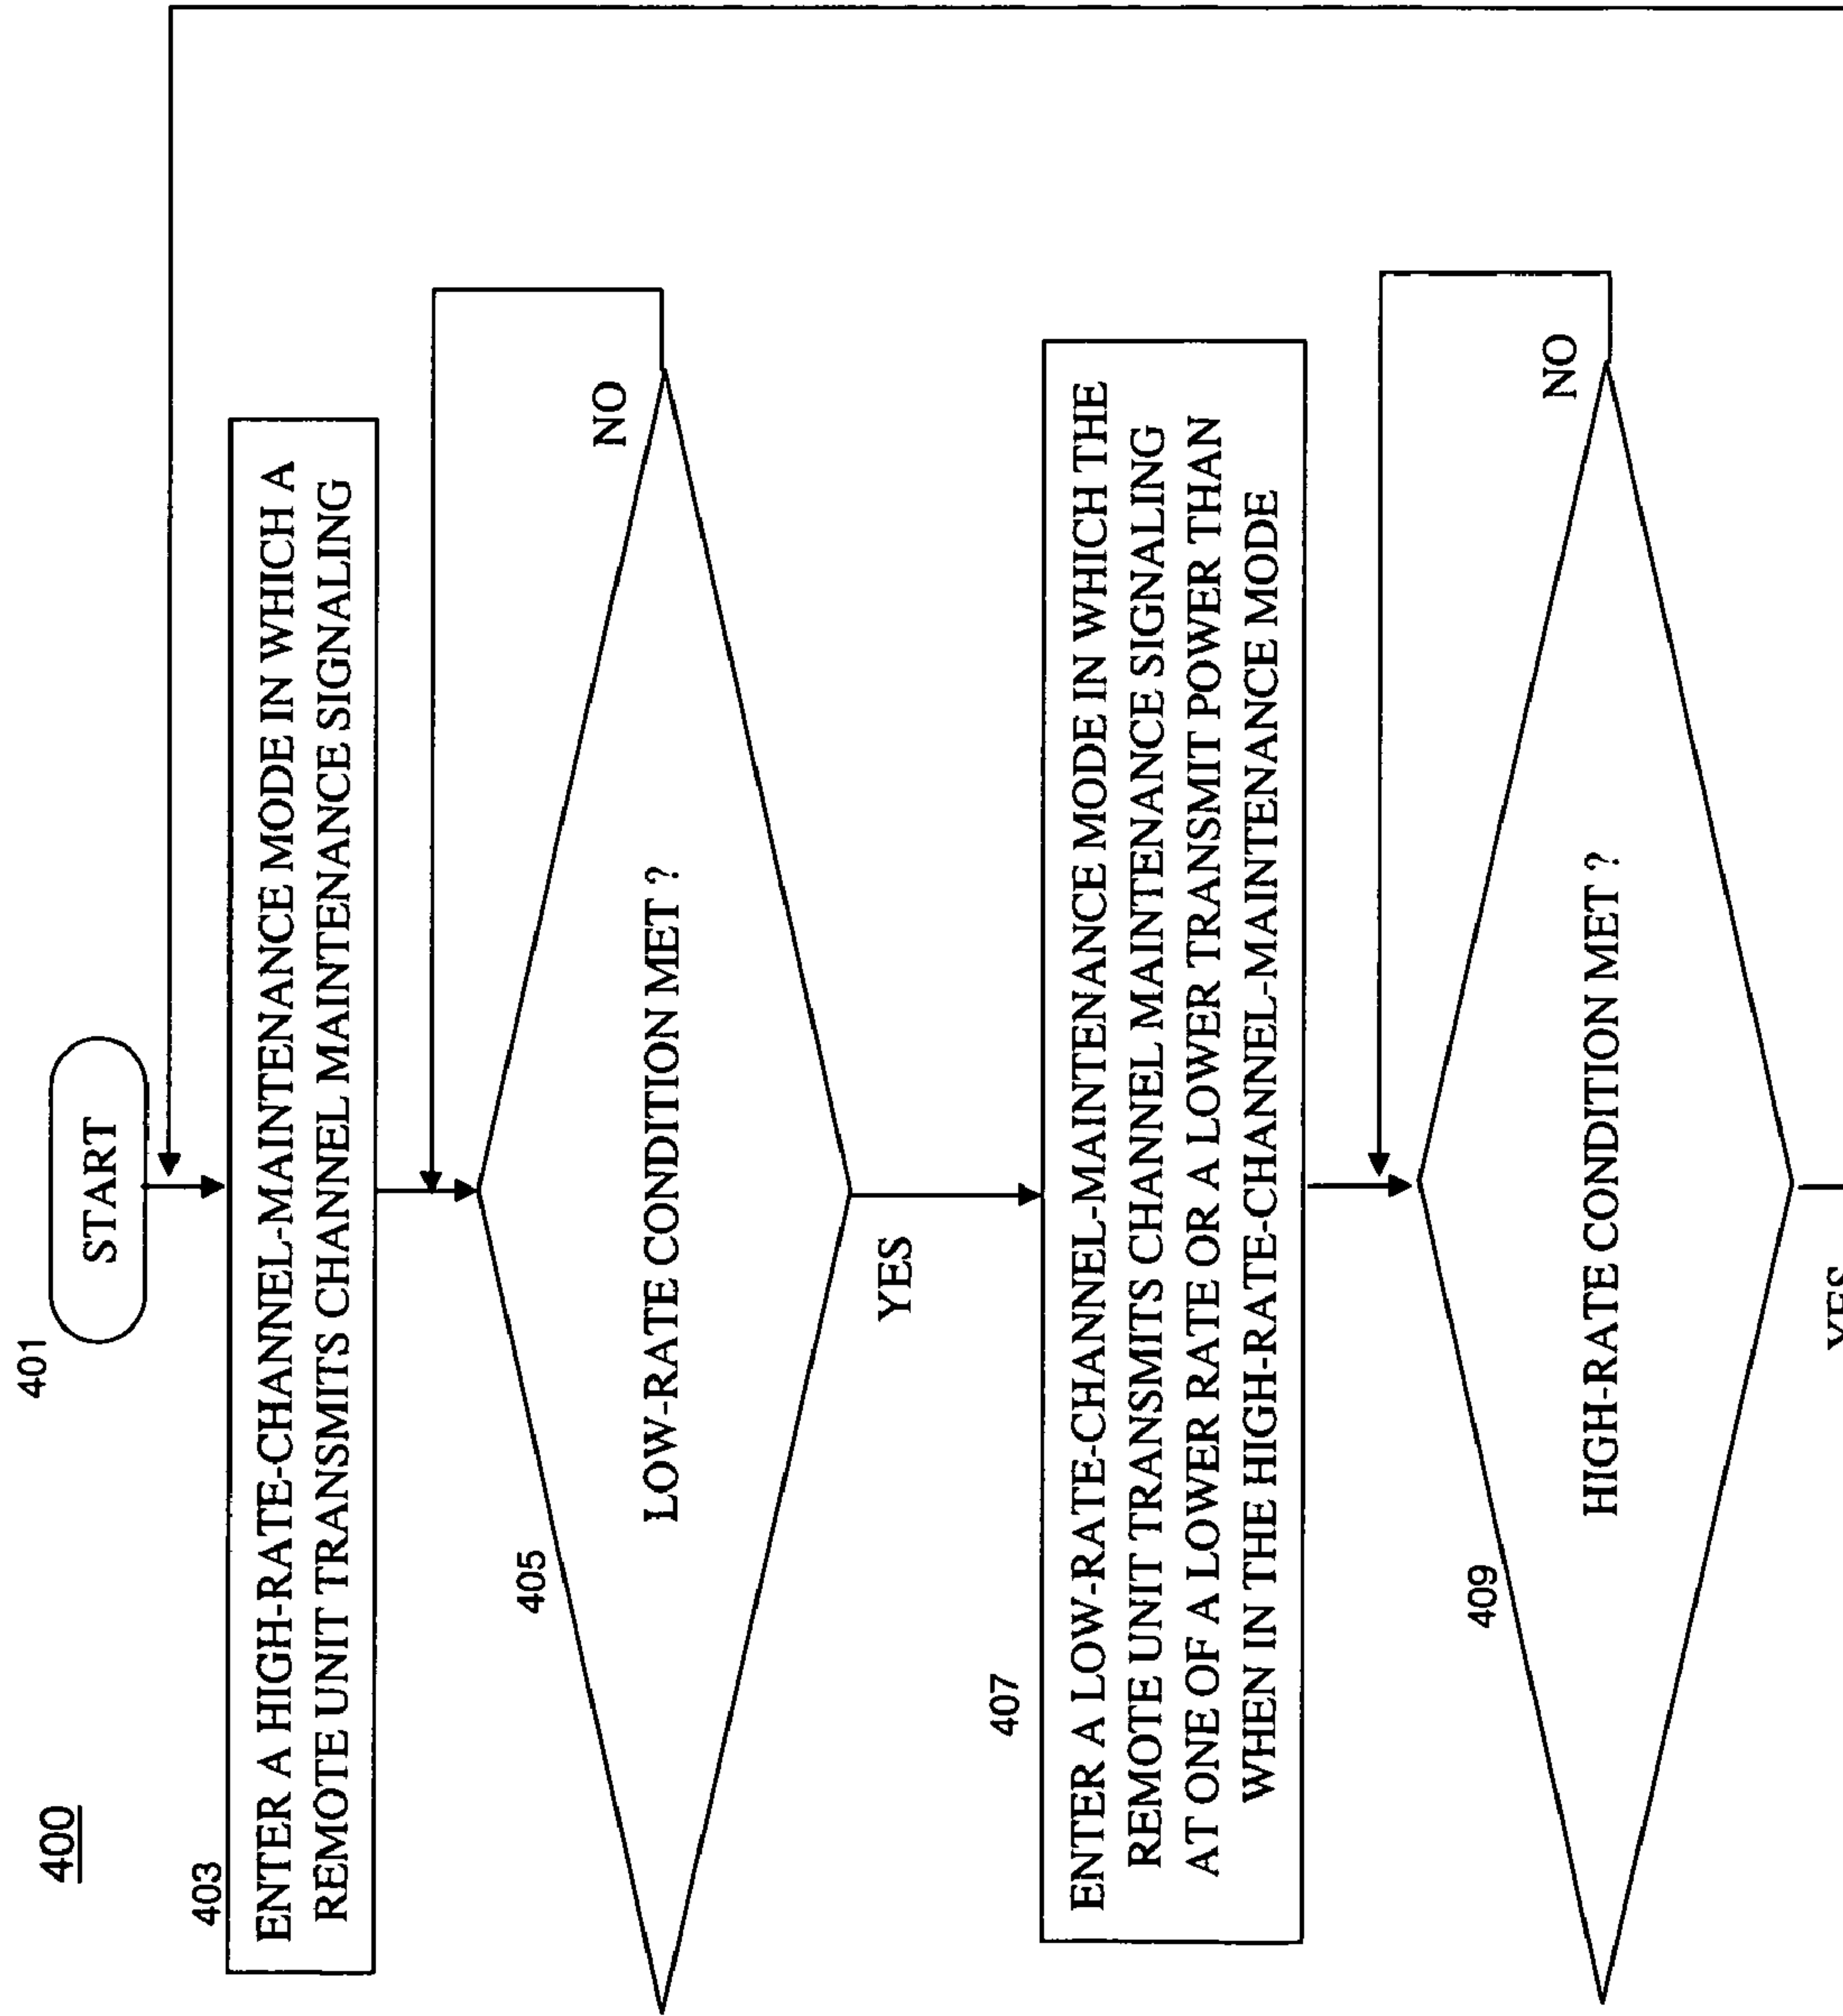 400
401
START
403
ENTER A HIGH-RATE-CHANNEL-MAINTENANCE MODE IN WHICH A
REMOTE UNIT TRANSMITS CHANNEL MAINTENANCE SIGNALING
405
LOW-RATE CONDITION MET ?
NO
YES
407
ENTER A LOW-RATE-CHANNEL-MAINTENANCE MODE IN WHICH THE
REMOTE UNIT TRANSMITS CHANNEL MAINTENANCE SIGNALING
AT ONE OF A LOWER RATE OR A LOWER TRANSMIT POWER THAN
WHEN IN THE HIGH-RATE-CHANNEL-MAINTENANCE MODE
409
HIGH-RATE CONDITION MET ?
NO
YES